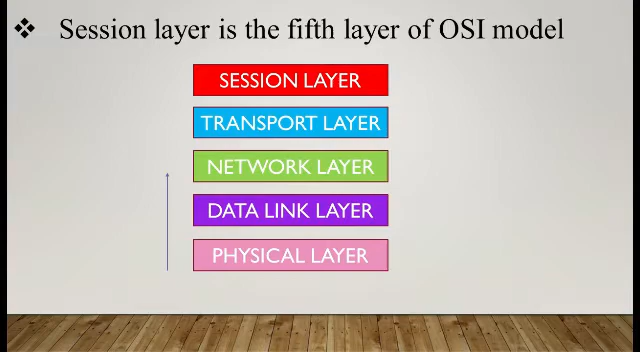 ❖ Session layer is the fifth layer of OSI model
SESSION LAYER
TRANSPORT LAYER
NETWORK LAYER
DATA LINK LAYER
PHYSICAL LAYER